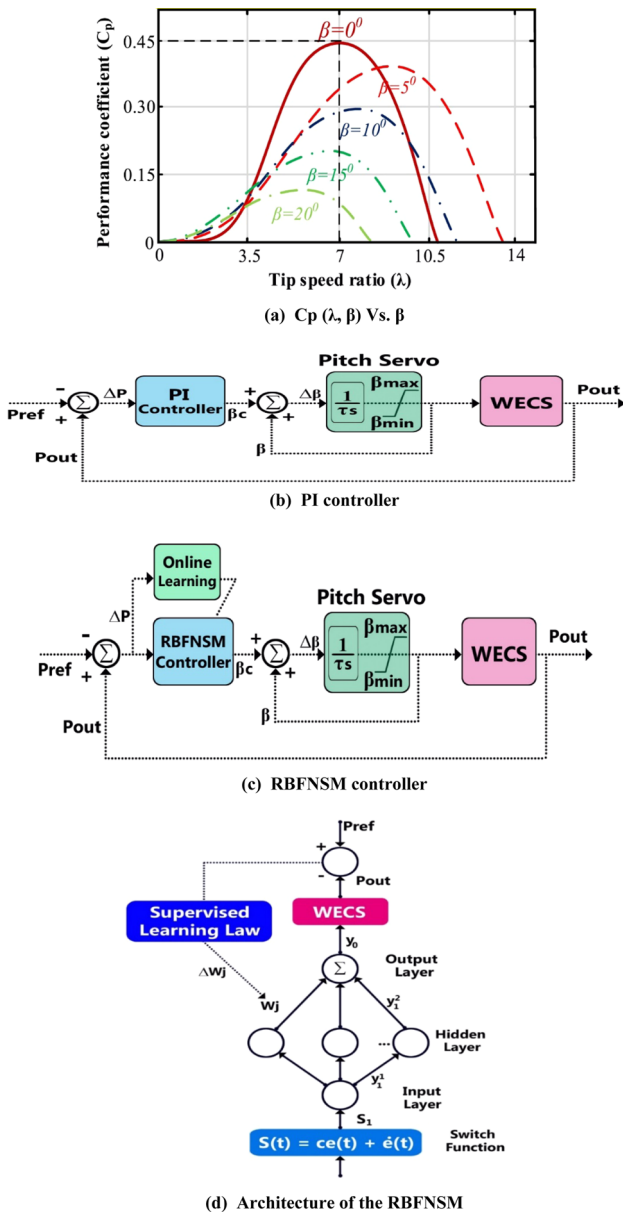 Performance coefficient (Cp)
0.45
0.30
0.15
0
β=0⁰
β=5⁰
β=10⁰
β=15⁰
β=20⁰
0 3.5 7 10.5 14
Tip speed ratio (λ)
(a) Cp (λ, β) Vs. β
Pitch Servo
- Σ ΔP PI Controller βc + Σ + Δβ 1/τs βmax βmin WECS Pout
Pref +
Pout
β
(b) PI controller
Online Learning
ΔP
Pitch Servo
- Σ RBFNSM Controller βc + Σ + Δβ 1/τs βmax βmin WECS Pout
Pref +
Pout
β
(c) RBFNSM controller
Pref
+
-
Pout
Supervised Learning Law
WECS
y₀
ΔWj
Σ
Output Layer
Wj
y₁²
...
Hidden Layer
y₁¹
Input Layer
S₁
S(t) = ce(t) + ė(t)
Switch Function
(d) Architecture of the RBFNSM